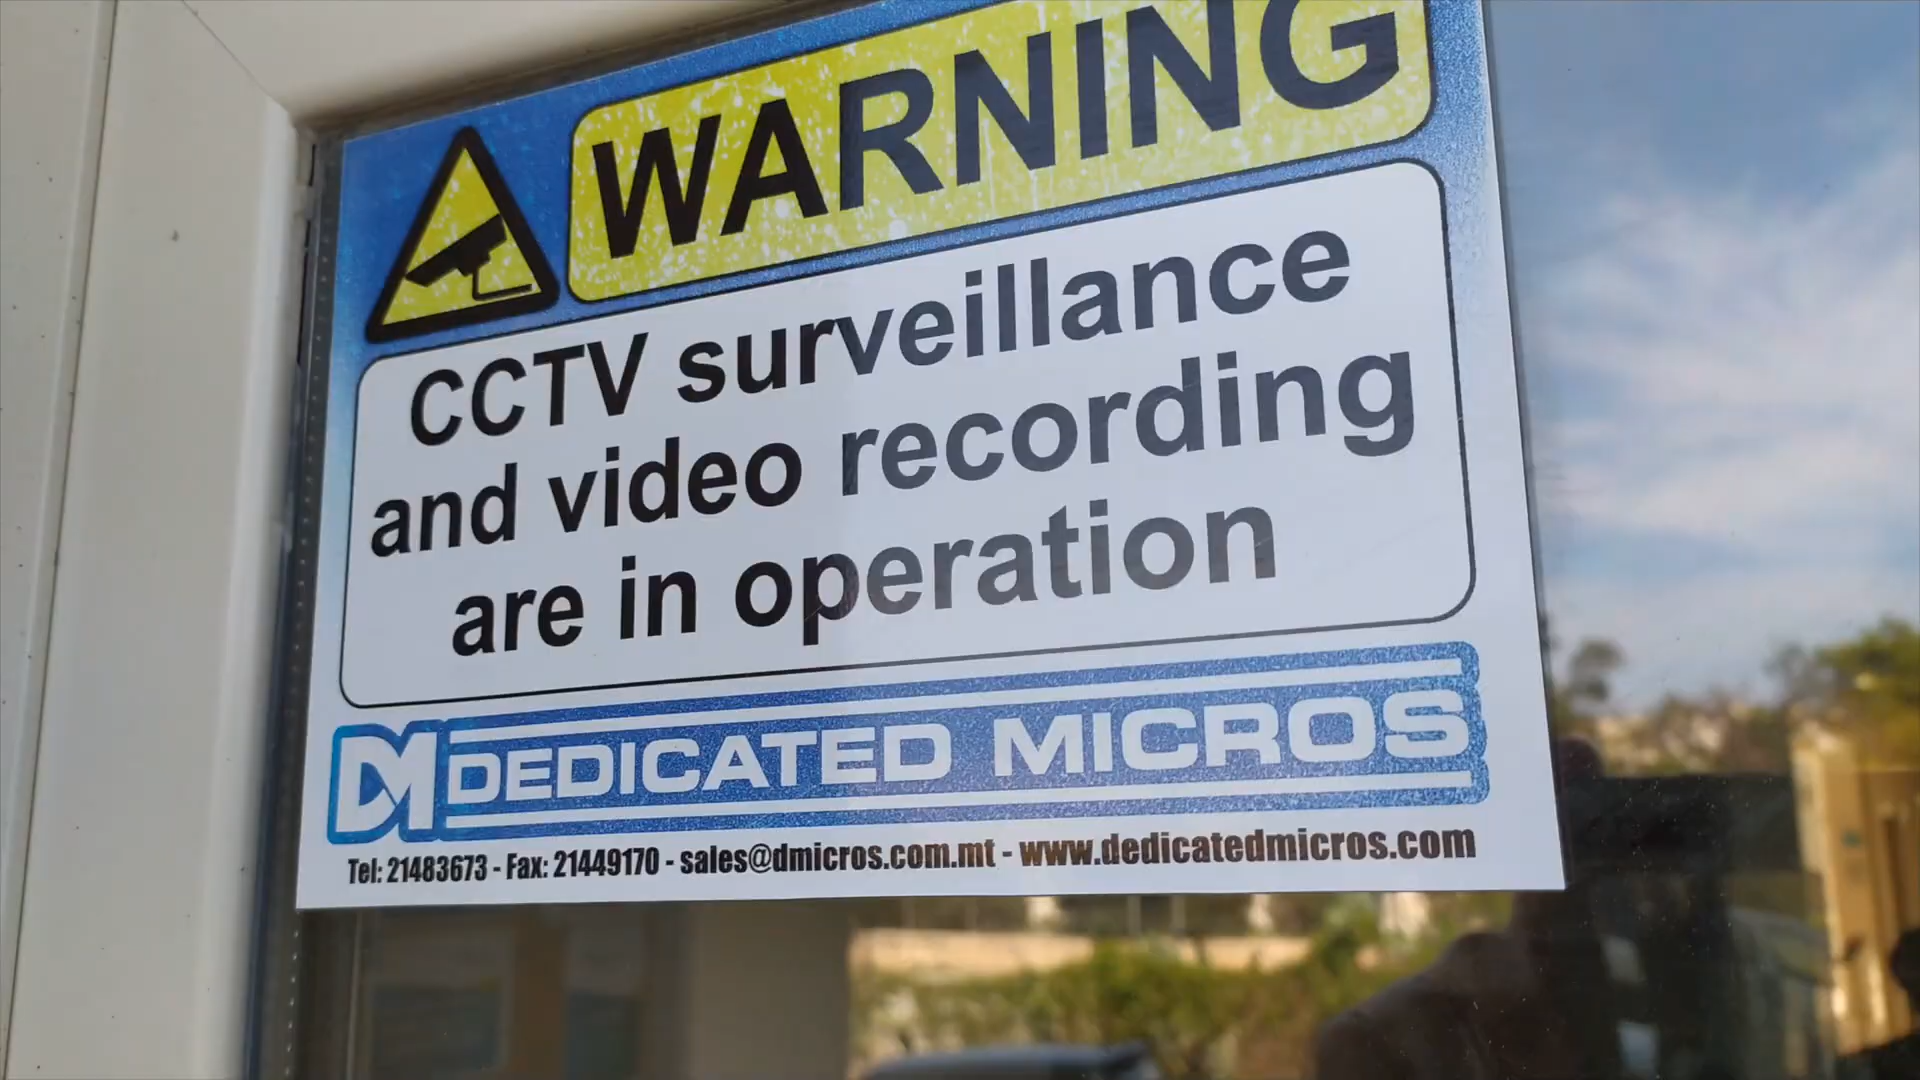 WARNING
CCTV surveillance
and video recording
are in operation
DM DEDICATED MICROS
Tel: 21483673 - Fax: 21449170 - sales@dmicros.com.mt - www.dedicatedmicros.com